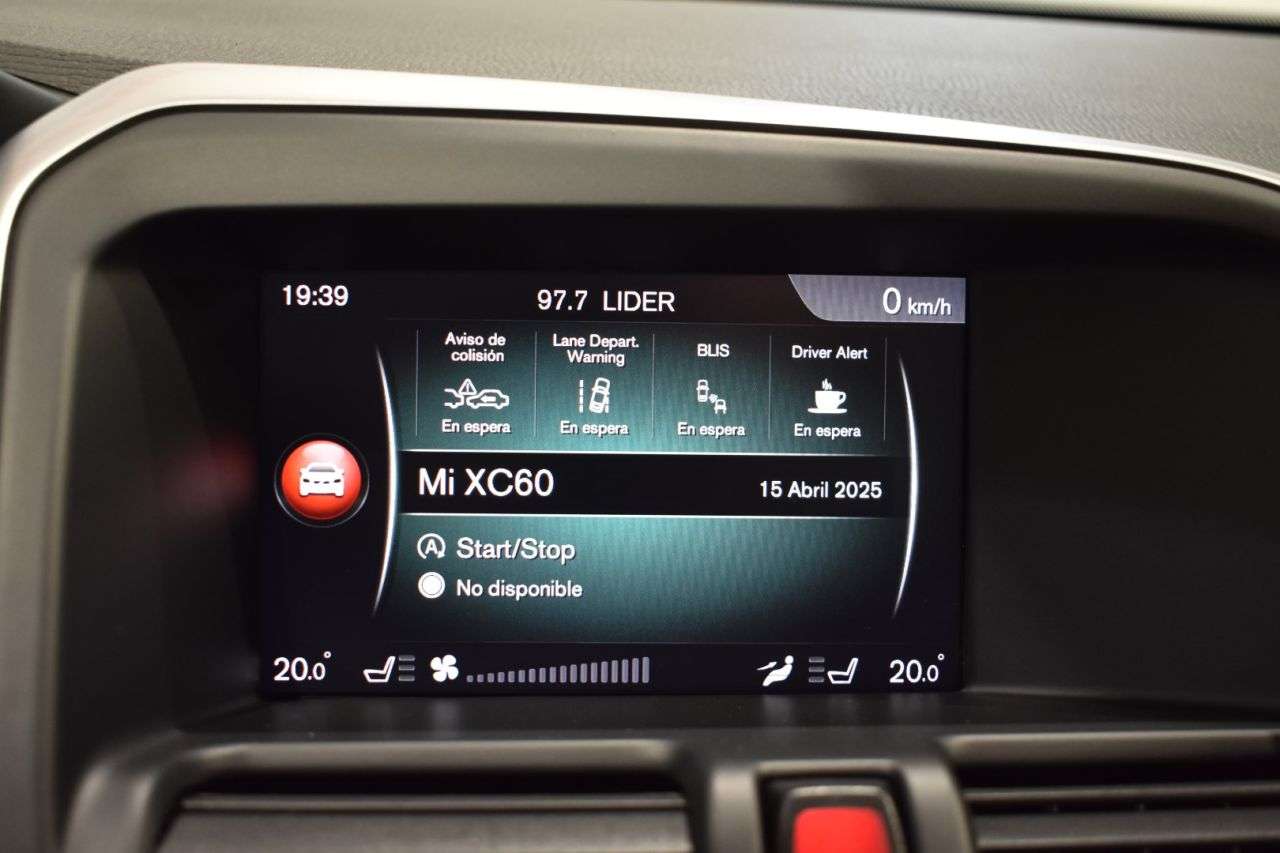 19:39
97.7 LIDER
0 km/h
Aviso de
colisión
En espera
Lane Depart.
Warning
En espera
BLIS
En espera
Driver Alert
En espera
Mi XC60
15 Abril 2025
Start/Stop
No disponible
20.0°
20.0°